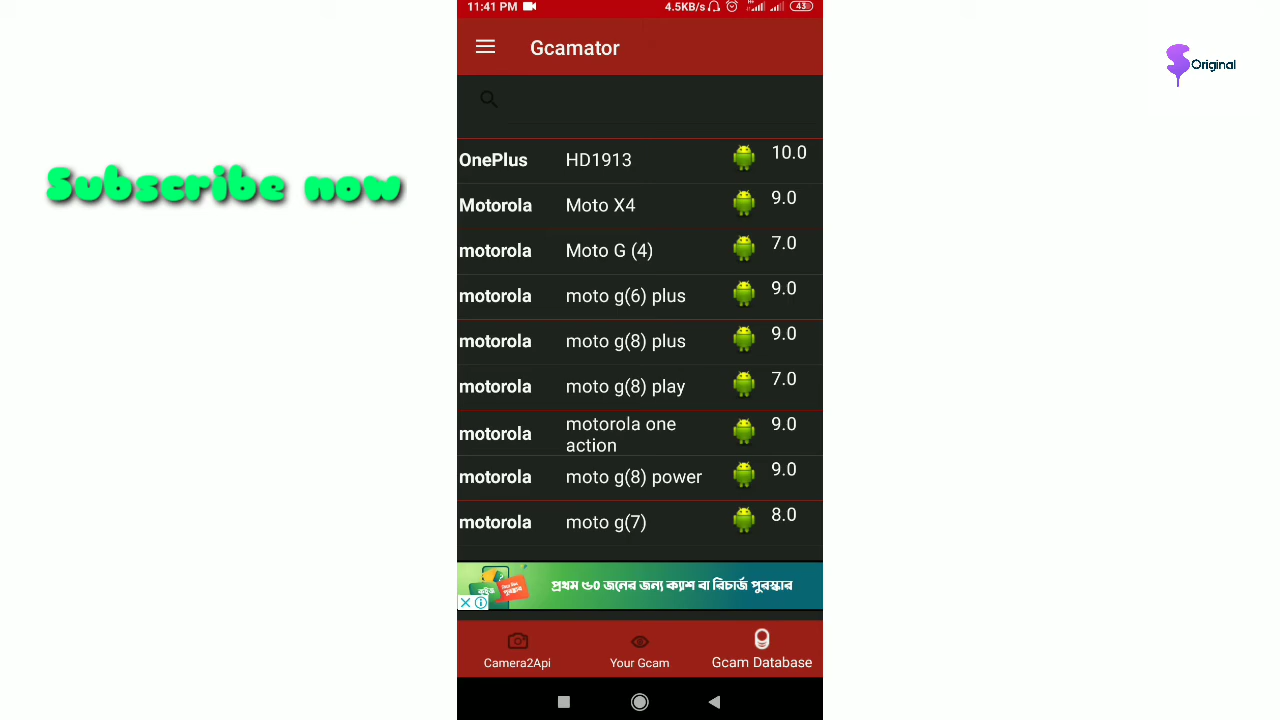 11:41 PM
4.5KB/s
43
Gcamator
Original
Subscribe now
OnePlus HD1913 10.0
Motorola Moto X4 9.0
motorola Moto G (4) 7.0
motorola moto g(6) plus 9.0
motorola moto g(8) plus 9.0
motorola moto g(8) play 7.0
motorola motorola one action 9.0
motorola moto g(8) power 9.0
motorola moto g(7) 8.0
প্রথম ৬০ জনের জন্য ক্যাশ বা রিচার্জ পুরস্কার
Camera2Api
Your Gcam
Gcam Database